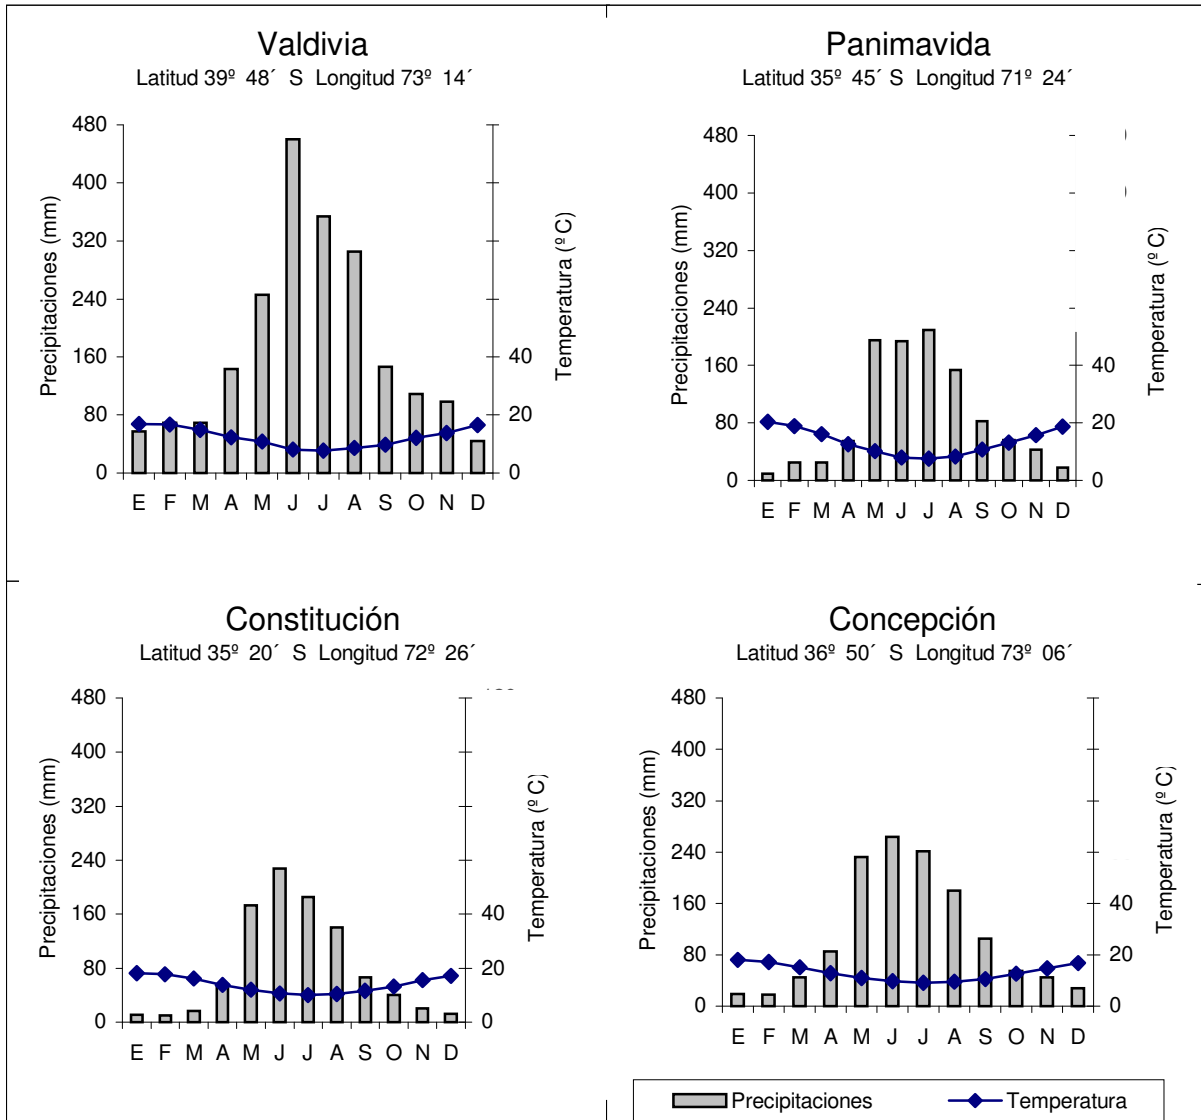 Valdivia
Latitud 39º 48´ S Longitud 73º 14´
480
400
320
240
160
80
0
Precipitaciones (mm)
40
20
0
Temperatura (º C)
E F M A M J J A S O N D
Panimavida
Latitud 35º 45´ S Longitud 71º 24´
480
400
320
240
160
80
0
Precipitaciones (mm)
40
20
0
Temperatura (º C)
E F M A M J J A S O N D
Constitución
Latitud 35º 20´ S Longitud 72º 26´
480
400
320
240
160
80
0
Precipitaciones (mm)
40
20
0
Temperatura (º C)
E F M A M J J A S O N D
Concepción
Latitud 36º 50´ S Longitud 73º 06´
480
400
320
240
160
80
0
Precipitaciones (mm)
40
20
0
Temperatura (º C)
E F M A M J J A S O N D
Precipitaciones Temperatura